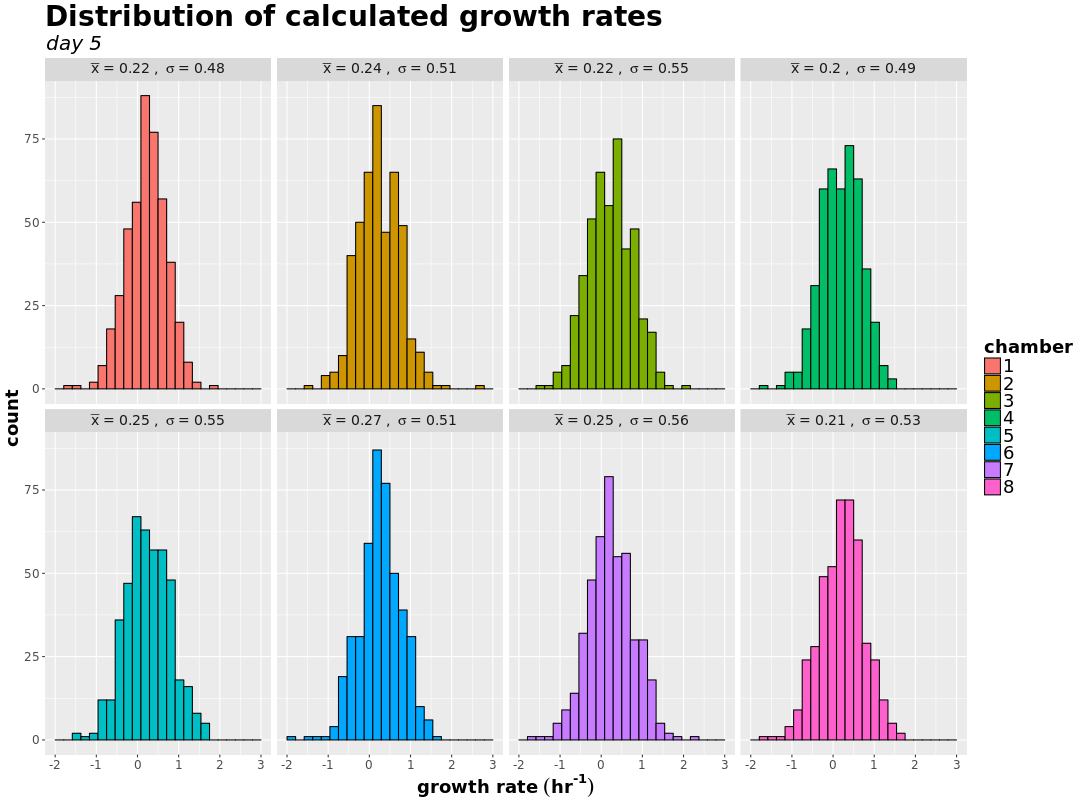 Distribution of calculated growth rates
day 5
x̅ = 0.22 , σ = 0.48
x̅ = 0.24 , σ = 0.51
x̅ = 0.22 , σ = 0.55
x̅ = 0.2 , σ = 0.49
75
50
25
0
x̅ = 0.25 , σ = 0.55
x̅ = 0.27 , σ = 0.51
x̅ = 0.25 , σ = 0.56
x̅ = 0.21 , σ = 0.53
75
50
25
0
-2 -1 0 1 2 3
-2 -1 0 1 2 3
-2 -1 0 1 2 3
-2 -1 0 1 2 3
count
growth rate (hr⁻¹)
chamber
1
2
3
4
5
6
7
8